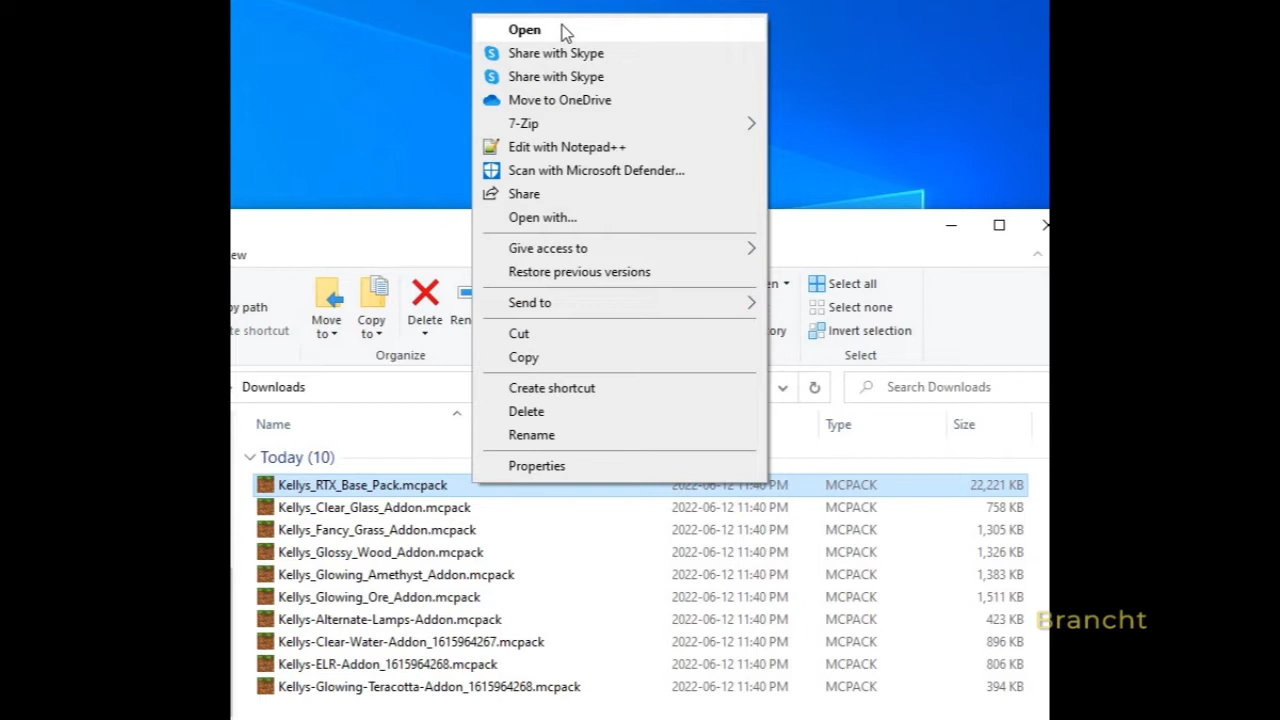 Open
Share with Skype
Share with Skype
Move to OneDrive
7-Zip
Edit with Notepad++
Scan with Microsoft Defender...
Share
Open with...
Give access to
Restore previous versions
Send to
Cut
Copy
Create shortcut
Delete
Rename
Properties
ew
py path
te shortcut
Move to
Copy to
Delete
Ren
Organize
en
ory
Select all
Select none
Invert selection
Select
Downloads
Search Downloads
Name Type Size
Today (10)
Kellys_RTX_Base_Pack.mcpack 2022-06-12 11:40 PM MCPACK 22,221 KB
Kellys_Clear_Glass_Addon.mcpack 2022-06-12 11:40 PM MCPACK 758 KB
Kellys_Fancy_Grass_Addon.mcpack 2022-06-12 11:40 PM MCPACK 1,305 KB
Kellys_Glossy_Wood_Addon.mcpack 2022-06-12 11:40 PM MCPACK 1,326 KB
Kellys_Glowing_Amethyst_Addon.mcpack 2022-06-12 11:40 PM MCPACK 1,383 KB
Kellys_Glowing_Ore_Addon.mcpack 2022-06-12 11:40 PM MCPACK 1,511 KB
Kellys-Alternate-Lamps-Addon.mcpack 2022-06-12 11:40 PM MCPACK 423 KB
Kellys-Clear-Water-Addon_1615964267.mcpack 2022-06-12 11:40 PM MCPACK 896 KB
Kellys-ELR-Addon_1615964268.mcpack 2022-06-12 11:40 PM MCPACK 806 KB
Kellys-Glowing-Teracotta-Addon_1615964268.mcpack 2022-06-12 11:40 PM MCPACK 394 KB
Brancht